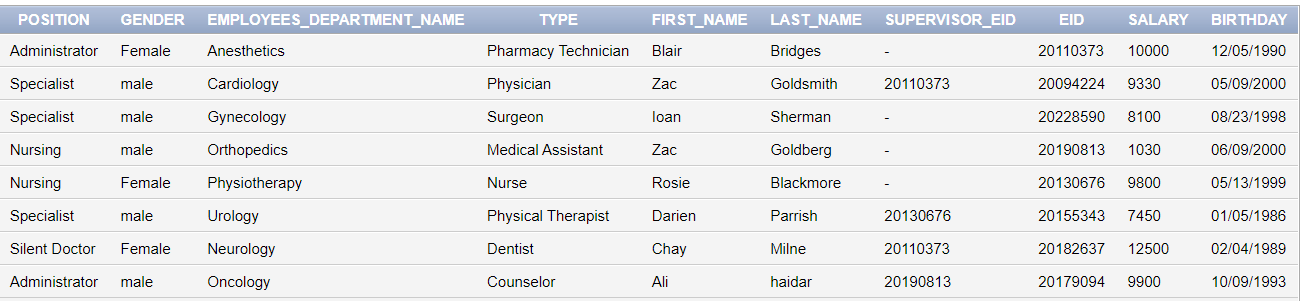 POSITION GENDER EMPLOYEES_DEPARTMENT_NAME TYPE FIRST_NAME LAST_NAME SUPERVISOR_EID EID SALARY BIRTHDAY
Administrator Female Anesthetics Pharmacy Technician Blair Bridges - 20110373 10000 12/05/1990
Specialist male Cardiology Physician Zac Goldsmith 20110373 20094224 9330 05/09/2000
Specialist male Gynecology Surgeon Ioan Sherman - 20228590 8100 08/23/1998
Nursing male Orthopedics Medical Assistant Zac Goldberg - 20190813 1030 06/09/2000
Nursing Female Physiotherapy Nurse Rosie Blackmore - 20130676 9800 05/13/1999
Specialist male Urology Physical Therapist Darien Parrish 20130676 20155343 7450 01/05/1986
Silent Doctor Female Neurology Dentist Chay Milne 20110373 20182637 12500 02/04/1989
Administrator male Oncology Counselor Ali haidar 20190813 20179094 9900 10/09/1993